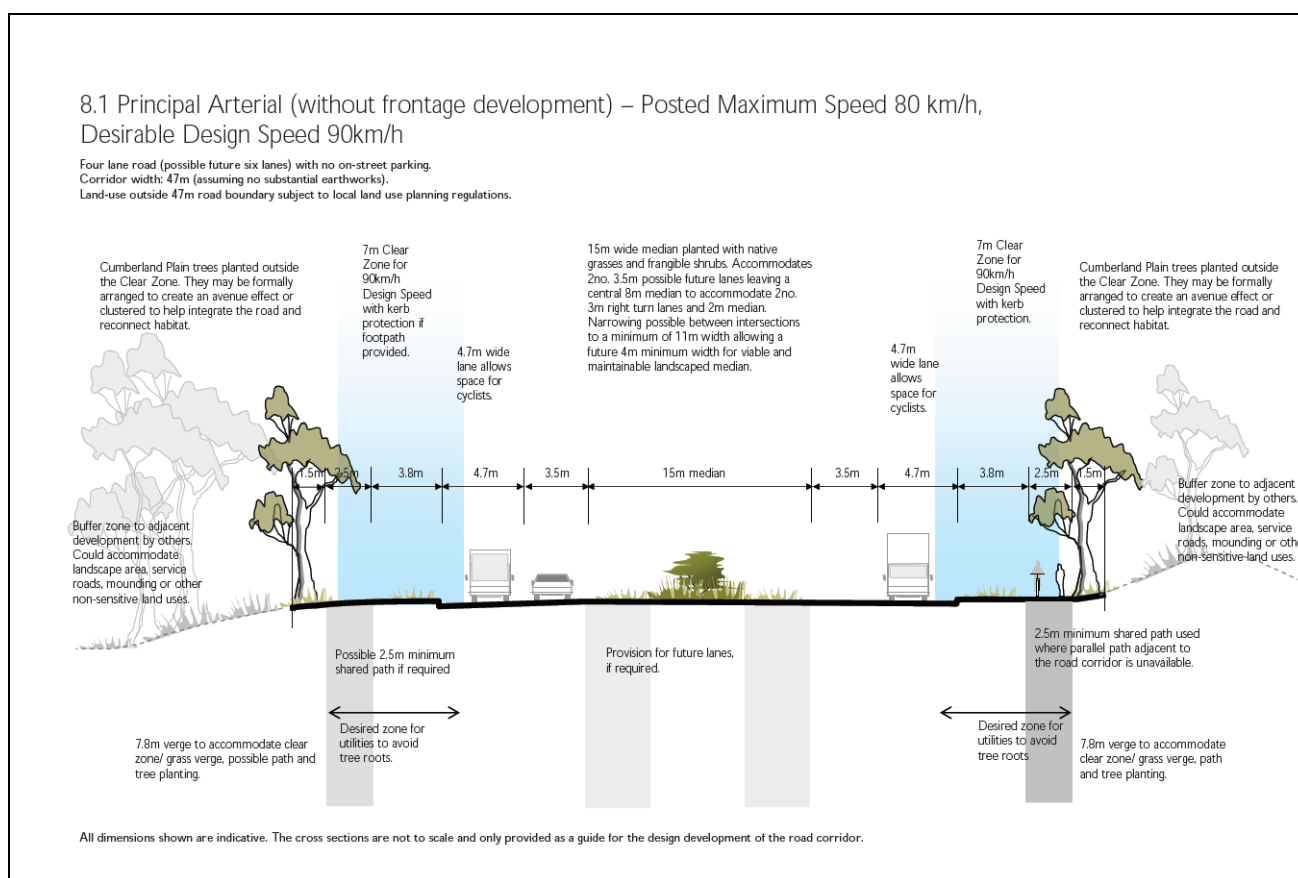 8.1 Principal Arterial (without frontage development) – Posted Maximum Speed 80 km/h,
Desirable Design Speed 90km/h
Four lane road (possible future six lanes) with no on-street parking.
Corridor width: 47m (assuming no substantial earthworks).
Land-use outside 47m road boundary subject to local land use planning regulations.
Cumberland Plain trees planted outside
the Clear Zone. They may be formally
arranged to create an avenue effect or
clustered to help integrate the road and
reconnect habitat.
7m Clear
Zone for
90km/h
Design Speed
with kerb
protection if
footpath
provided.
4.7m wide
lane allows
space for
cyclists.
15m wide median planted with native
grasses and frangible shrubs. Accommodates
2no. 3.5m possible future lanes leaving a
central 8m median to accommodate 2no.
3m right turn lanes and 2m median.
Narrowing possible between intersections
to a minimum of 11m width allowing a
future 4m minimum width for viable and
maintainable landscaped median.
4.7m
wide lane
allows
space for
cyclists.
7m Clear
Zone for
90km/h
Design Speed
with kerb
protection.
Cumberland Plain trees planted outside
the Clear Zone. They may be formally
arranged to create an avenue effect or
clustered to help integrate the road and
reconnect habitat.
1.5m 2.5m 3.8m 4.7m 3.5m 15m median 3.5m 4.7m 3.8m 2.5m 1.5m
Buffer zone to adjacent
development by others.
Could accommodate
landscape area, service
roads, mounding or other
non-sensitive land uses.
Buffer zone to adjacent
development by others.
Could accommodate
landscape area, service
roads, mounding or othe
non-sensitive land uses.
Possible 2.5m minimum
shared path if required
Provision for future lanes,
if required.
2.5m minimum shared path used
where parallel path adjacent to
the road corridor is unavailable.
7.8m verge to accommodate clear
zone/ grass verge, possible path and
tree planting.
Desired zone for
utilities to avoid
tree roots.
Desired zone for
utilities to avoid
tree roots
7.8m verge to accommodate
clear zone/ grass verge, path
and tree planting.
All dimensions shown are indicative. The cross sections are not to scale and only provided as a guide for the design development of the road corridor.